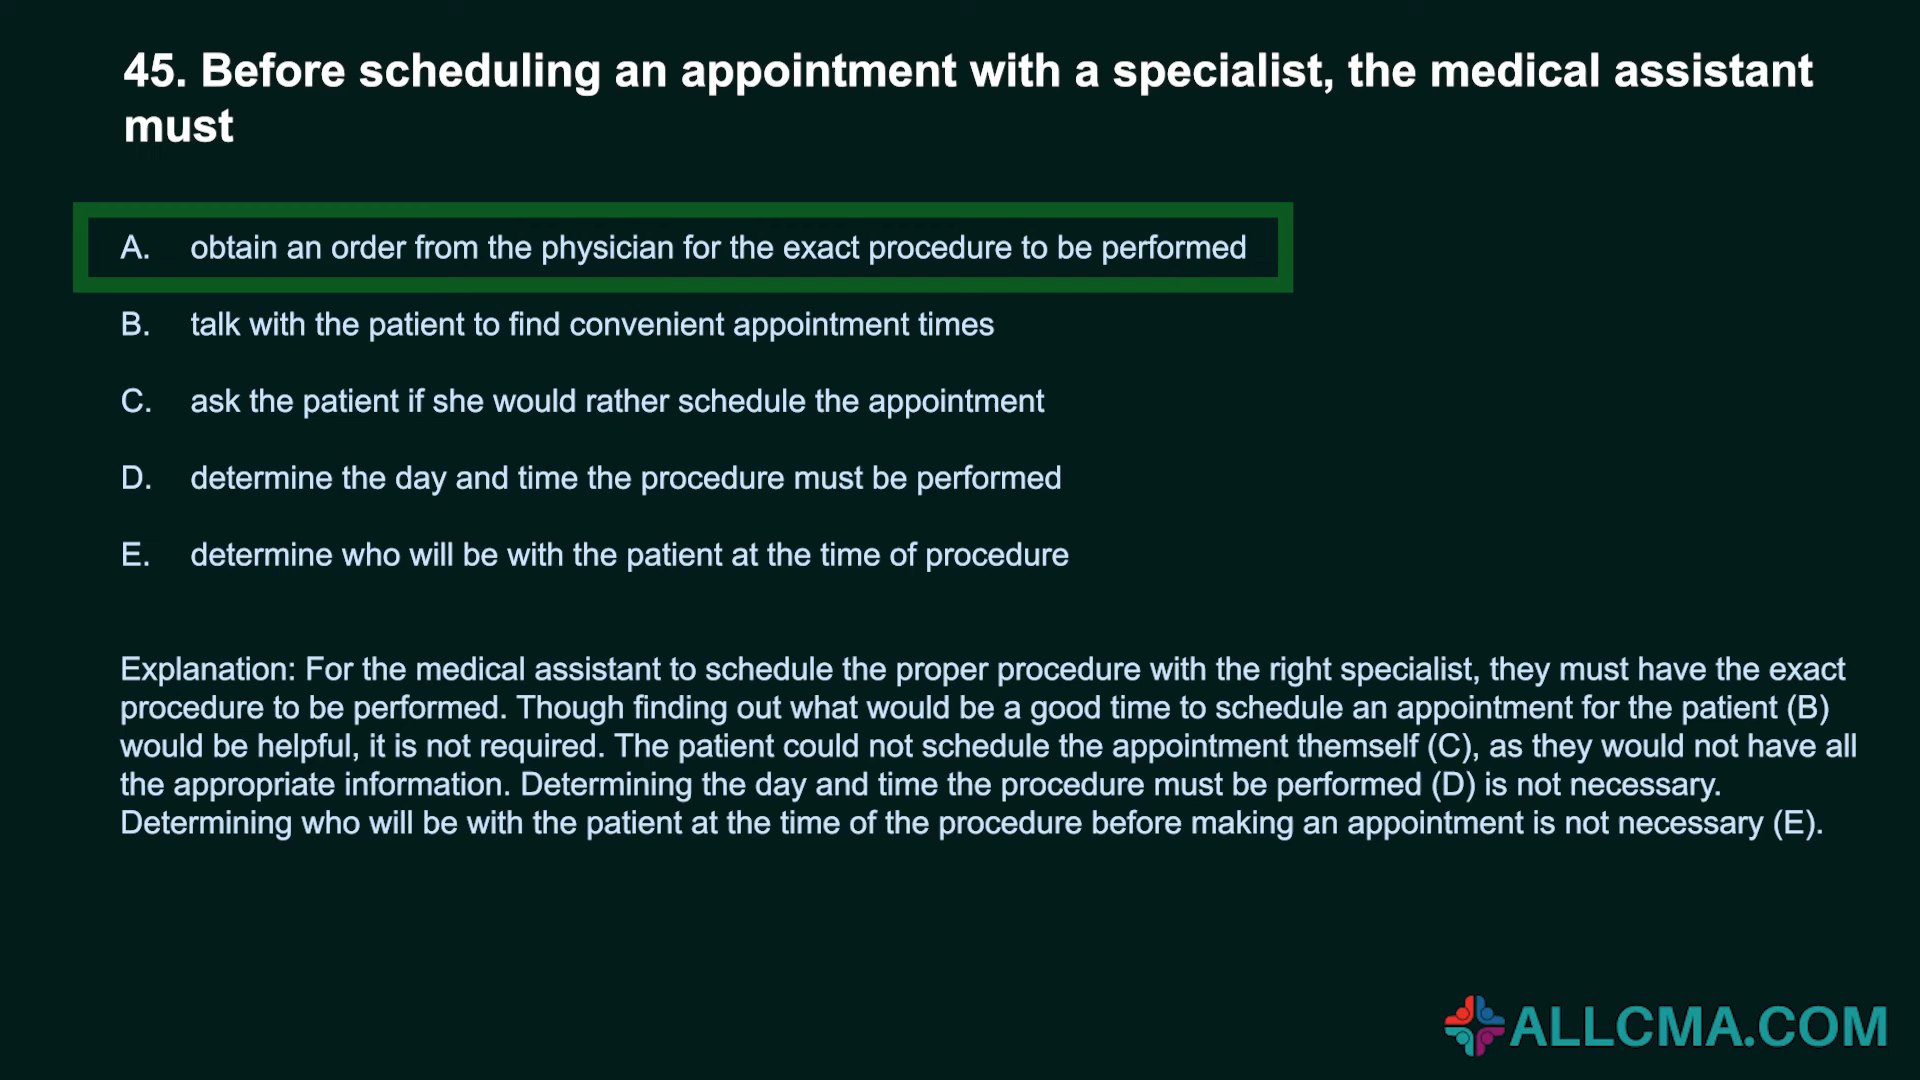 45. Before scheduling an appointment with a specialist, the medical assistant
must
A. obtain an order from the physician for the exact procedure to be performed
B. talk with the patient to find convenient appointment times
C. ask the patient if she would rather schedule the appointment
D. determine the day and time the procedure must be performed
E. determine who will be with the patient at the time of procedure
Explanation: For the medical assistant to schedule the proper procedure with the right specialist, they must have the exact
procedure to be performed. Though finding out what would be a good time to schedule an appointment for the patient (B)
would be helpful, it is not required. The patient could not schedule the appointment themself (C), as they would not have all
the appropriate information. Determining the day and time the procedure must be performed (D) is not necessary.
Determining who will be with the patient at the time of the procedure before making an appointment is not necessary (E).
ALLCMA.COM